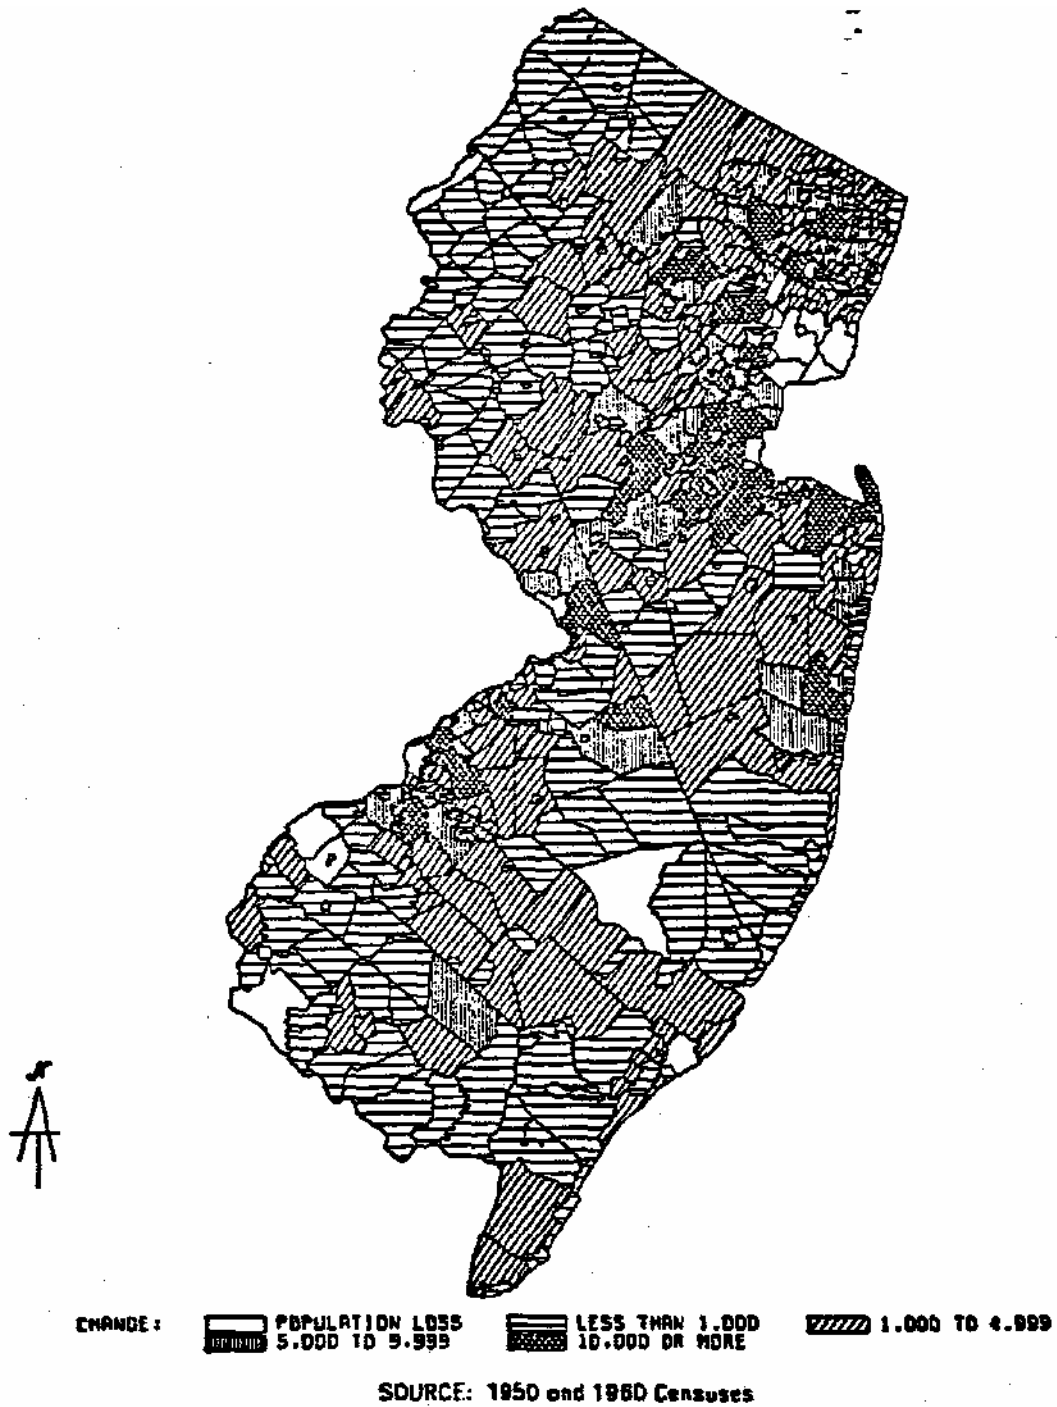 N
CHANGE: POPULATION LOSS LESS THAN 1.000 1.000 TO 4.999
5.000 TO 9.999 10.000 OR MORE
SOURCE: 1950 and 1960 Censuses